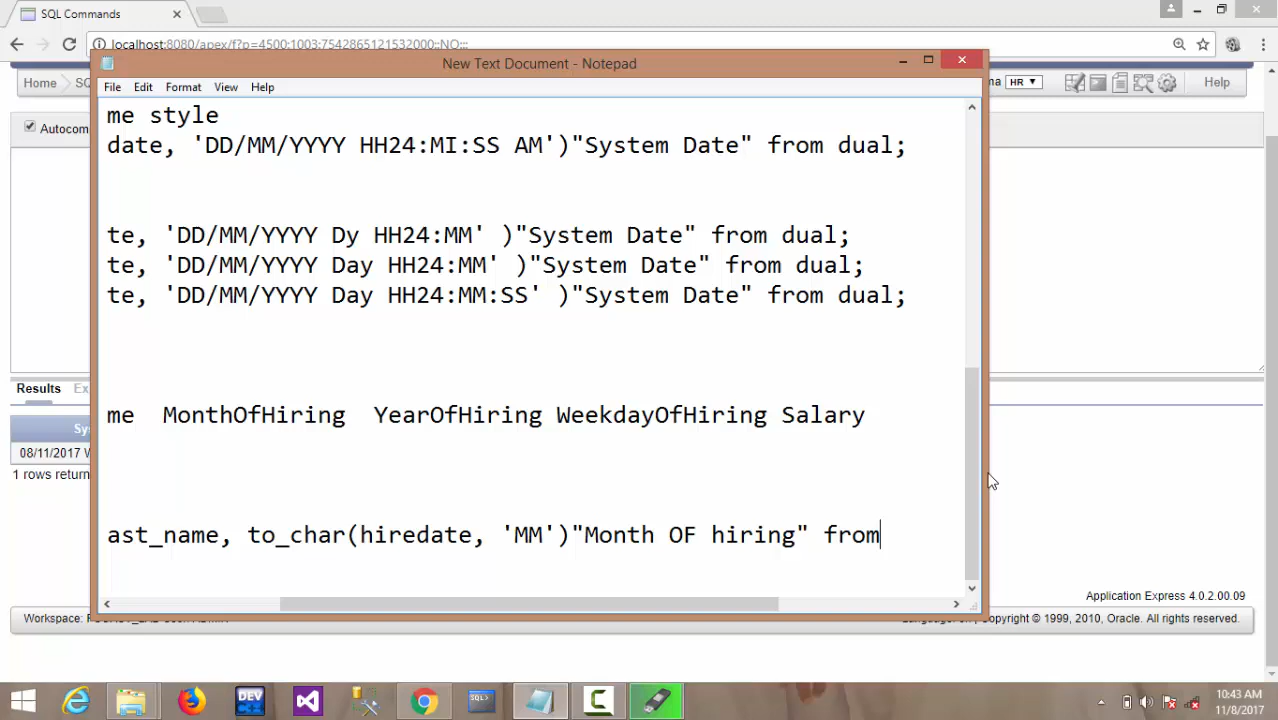 SQL Commands
localhost:8080/apex/f?p=4500:1003:7542865121532000::NO:::
New Text Document - Notepad
Home SQ
HR
Help
File Edit Format View Help
Autocom
me style
date, 'DD/MM/YYYY HH24:MI:SS AM')"System Date" from dual;
te, 'DD/MM/YYYY Dy HH24:MM' )"System Date" from dual;
te, 'DD/MM/YYYY Day HH24:MM' )"System Date" from dual;
te, 'DD/MM/YYYY Day HH24:MM:SS' )"System Date" from dual;
Results Ex
me MonthOfHiring YearOfHiring WeekdayOfHiring Salary
Sy
08/11/2017 W
1 rows return
ast_name, to_char(hiredate, 'MM')"Month OF hiring" from
Application Express 4.0.2.00.09
Workspace: Copyright © 1999, 2010, Oracle. All rights reserved.
DEV
C++
SQL>
10:43 AM
11/8/2017